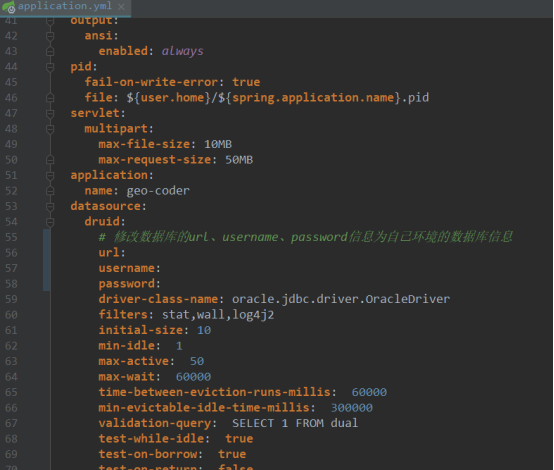 application.yml
41 output:
42 ansi:
43 enabled: always
44 pid:
45 fail-on-write-error: true
46 file: ${user.home}/${spring.application.name}.pid
47 servlet:
48 multipart:
49 max-file-size: 10MB
50 max-request-size: 50MB
51 application:
52 name: geo-coder
53 datasource:
54 druid:
55 # 修改数据库的url、username、password信息为自己环境的数据库信息
56 url:
57 username:
58 password:
59 driver-class-name: oracle.jdbc.driver.OracleDriver
60 filters: stat,wall,log4j2
61 initial-size: 10
62 min-idle: 1
63 max-active: 50
64 max-wait: 60000
65 time-between-eviction-runs-millis: 60000
66 min-evictable-idle-time-millis: 300000
67 validation-query: SELECT 1 FROM dual
68 test-while-idle: true
69 test-on-borrow: true
70 test-on-return: false